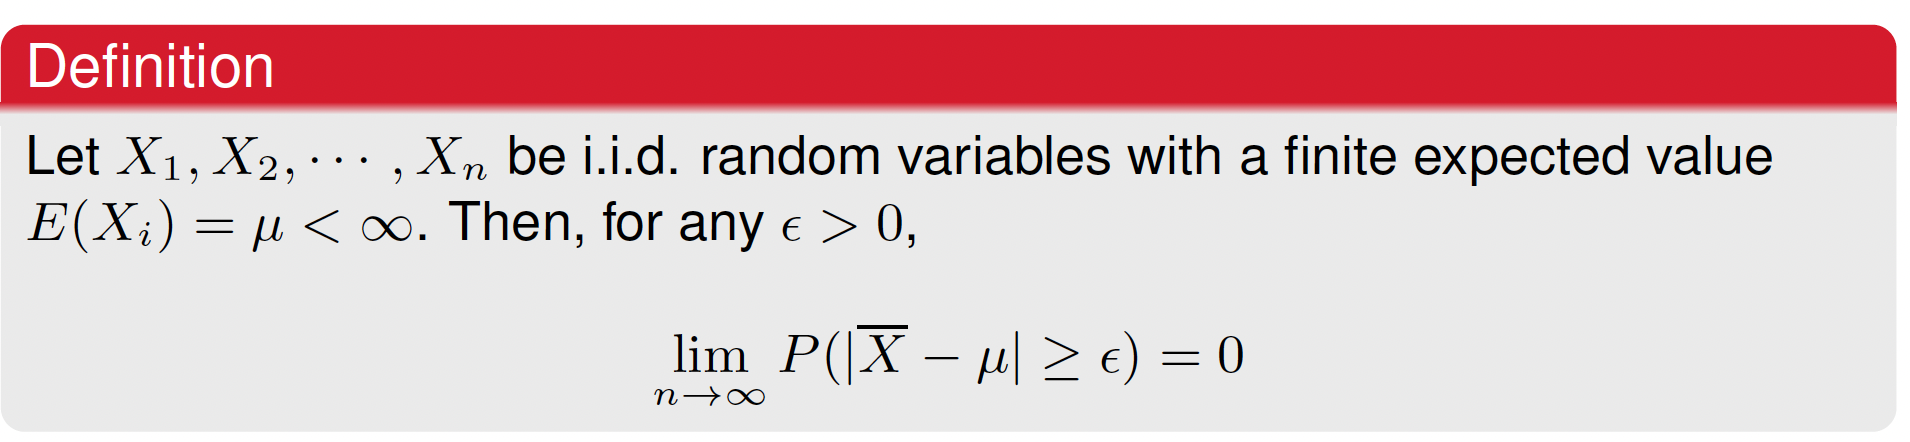 Definition
Let X₁, X₂, ⋯ , Xₙ be i.i.d. random variables with a finite expected value
E(Xᵢ) = μ < ∞. Then, for any ϵ > 0,
lim P(|X̅ − μ| ≥ ϵ) = 0
n→∞